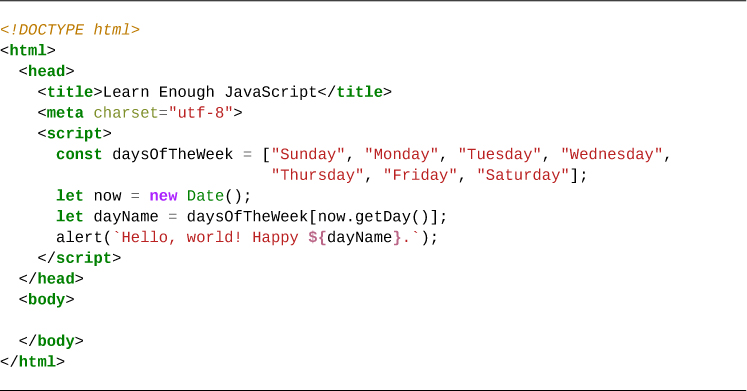 <!DOCTYPE html>
<html>
  <head>
    <title>Learn Enough JavaScript</title>
    <meta charset="utf-8">
    <script>
      const daysOfTheWeek = ["Sunday", "Monday", "Tuesday", "Wednesday",
                             "Thursday", "Friday", "Saturday"];
      let now = new Date();
      let dayName = daysOfTheWeek[now.getDay()];
      alert(`Hello, world! Happy ${dayName}.`);
    </script>
  </head>
  <body>

  </body>
</html>